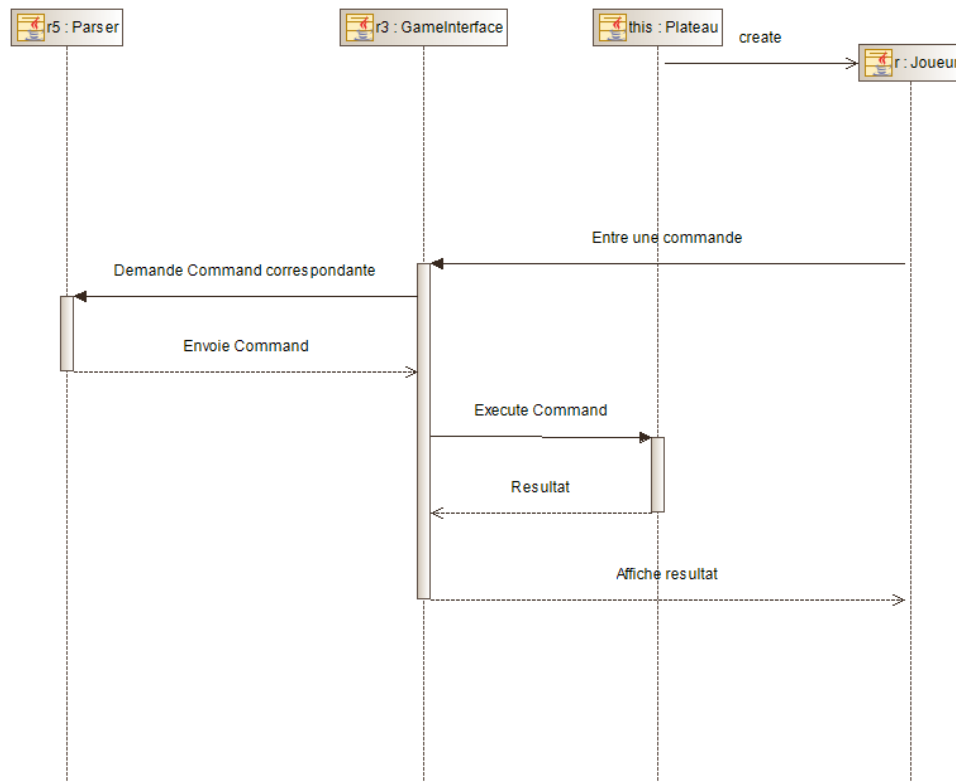 r5 : Parser
r3 : GameInterface
this : Plateau
create
r : Joueur
Entre une commande
Demande Command correspondante
Envoie Command
Execute Command
Resultat
Affiche resultat